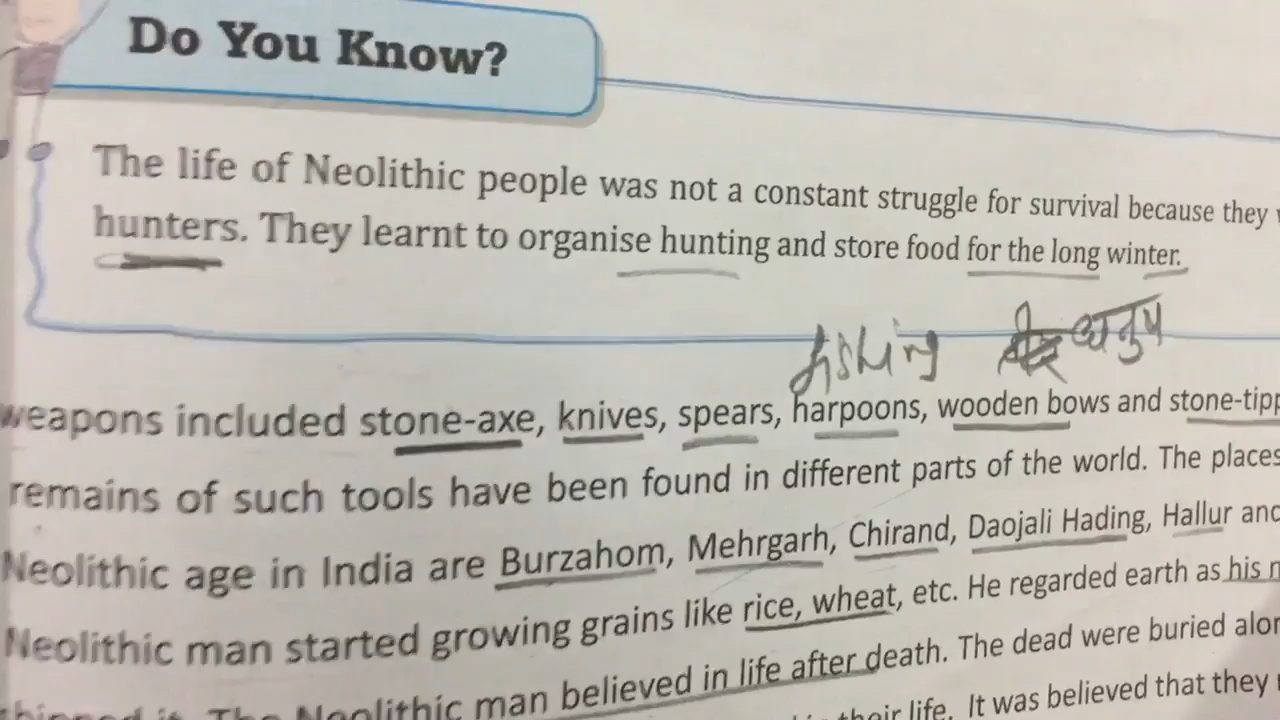 Do You Know?
The life of Neolithic people was not a constant struggle for survival because they
hunters. They learnt to organise hunting and store food for the long winter.
fishing धनुष
weapons included stone-axe, knives, spears, harpoons, wooden bows and stone-tipp
remains of such tools have been found in different parts of the world. The places
Neolithic age in India are Burzahom, Mehrgarh, Chirand, Daojali Hading, Hallur and
Neolithic man started growing grains like rice, wheat, etc. He regarded earth as his
it. The Neolithic man believed in life after death. The dead were buried alon
their life. It was believed that they